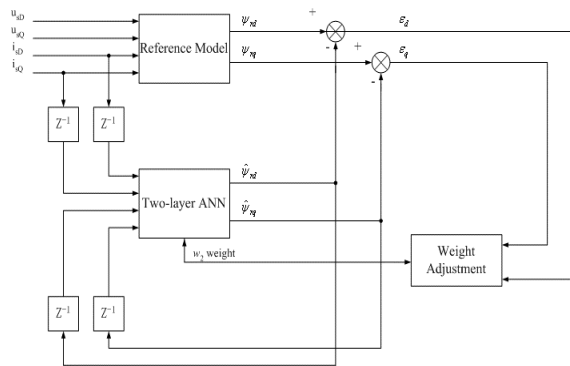 u_sD
u_sQ
i_sD
i_sQ
Reference Model
ψ_rd
ψ_rq
+
-
+
-
ε_d
ε_q
Z⁻¹
Z⁻¹
Two-layer ANN
ψ̂_rd
ψ̂_rq
w₂ weight
Weight
Adjustment
Z⁻¹
Z⁻¹